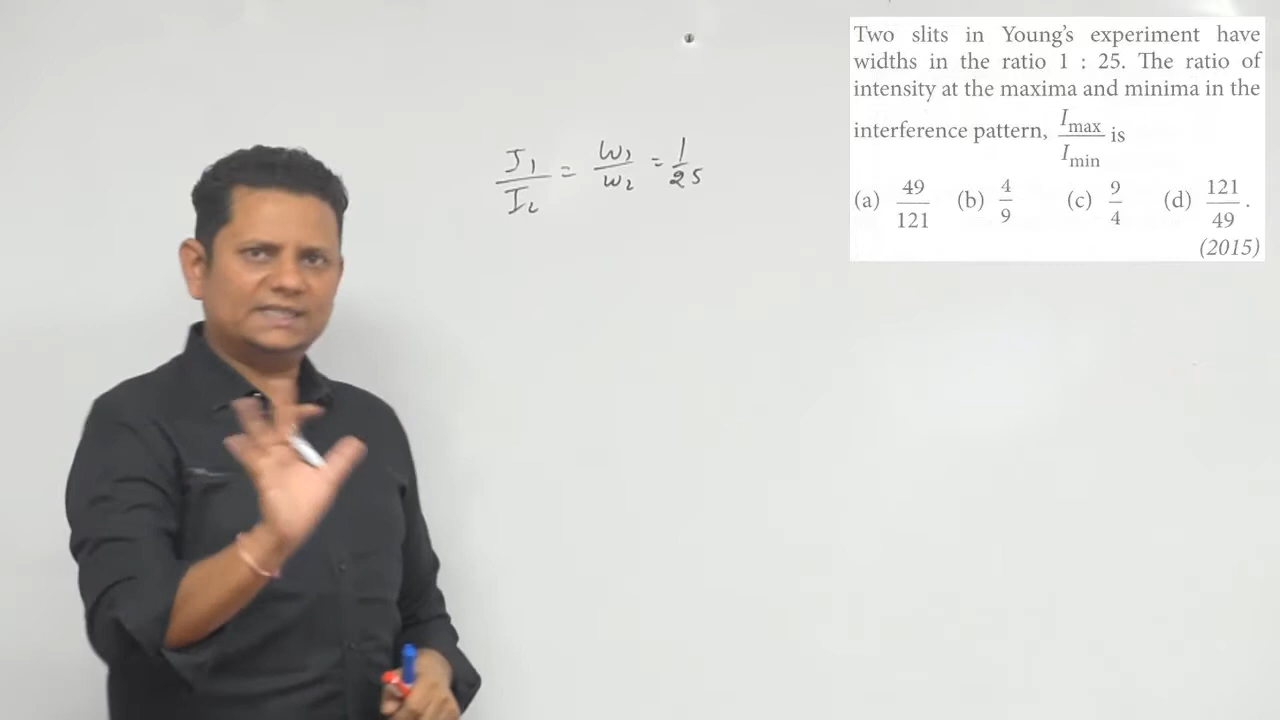 I1/I2 = W1/W2 = 1/25
Two slits in Young's experiment have
widths in the ratio 1 : 25. The ratio of
intensity at the maxima and minima in the
interference pattern, Imax/Imin is
(a) 49/121 (b) 4/9 (c) 9/4 (d) 121/49.
(2015)